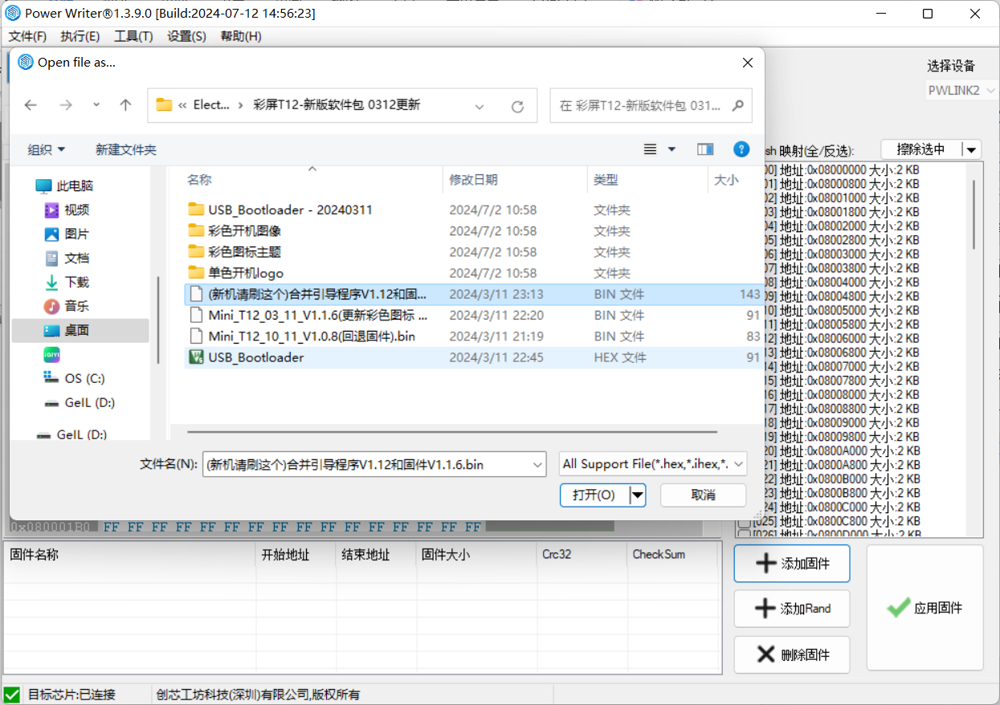 Power Writer®1.3.9.0 [Build:2024-07-12 14:56:23]
文件(F) 执行(E) 工具(T) 设置(S) 帮助(H)
Open file as...
选择设备
PWLINK2
« Elect... › 彩屏T12-新版软件包 0312更新
在 彩屏T12-新版软件包 031...
组织 新建文件夹
sh 映射(全/反选): 擦除选中
名称 修改日期 类型 大小
此电脑
视频
图片
文档
下载
音乐
桌面
OS (C:)
GeIL (D:)
GeIL (D:)
USB_Bootloader - 20240311 2024/7/2 10:58 文件夹
彩色开机图像 2024/7/2 10:58 文件夹
彩色图标主题 2024/7/2 10:58 文件夹
单色开机logo 2024/7/2 10:58 文件夹
(新机请刷这个)合并引导程序V1.12和固... 2024/3/11 23:13 BIN 文件 143
Mini_T12_03_11_V1.1.6(更新彩色图标 ... 2024/3/11 22:20 BIN 文件 91
Mini_T12_10_11_V1.0.8(回退固件).bin 2024/3/11 21:19 BIN 文件 83
USB_Bootloader 2024/3/11 22:45 HEX 文件 91
00] 地址:0x08000000 大小:2 KB
01] 地址:0x08000800 大小:2 KB
02] 地址:0x08001000 大小:2 KB
03] 地址:0x08001800 大小:2 KB
04] 地址:0x08002000 大小:2 KB
05] 地址:0x08002800 大小:2 KB
06] 地址:0x08003000 大小:2 KB
07] 地址:0x08003800 大小:2 KB
08] 地址:0x08004000 大小:2 KB
09] 地址:0x08004800 大小:2 KB
10] 地址:0x08005000 大小:2 KB
11] 地址:0x08005800 大小:2 KB
12] 地址:0x08006000 大小:2 KB
13] 地址:0x08006800 大小:2 KB
14] 地址:0x08007000 大小:2 KB
15] 地址:0x08007800 大小:2 KB
16] 地址:0x08008000 大小:2 KB
17] 地址:0x08008800 大小:2 KB
18] 地址:0x08009000 大小:2 KB
19] 地址:0x08009800 大小:2 KB
20] 地址:0x0800A000 大小:2 KB
21] 地址:0x0800A800 大小:2 KB
22] 地址:0x0800B000 大小:2 KB
23] 地址:0x0800B800 大小:2 KB
24] 地址:0x0800C000 大小:2 KB
[025] 地址:0x0800C800 大小:2 KB
[026] 地址:0x0800D000 大小:2 KB
文件名(N): (新机请刷这个)合并引导程序V1.12和固件V1.1.6.bin
All Support File(*.hex,*.ihex,*.
打开(O) 取消
0x080001B0 FF FF FF FF FF FF FF FF FF FF FF FF FF FF FF FF
固件名称 开始地址 结束地址 固件大小 Crc32 CheckSum
添加固件
添加Rand
删除固件
应用固件
目标芯片:已连接 创芯工坊科技(深圳)有限公司,版权所有